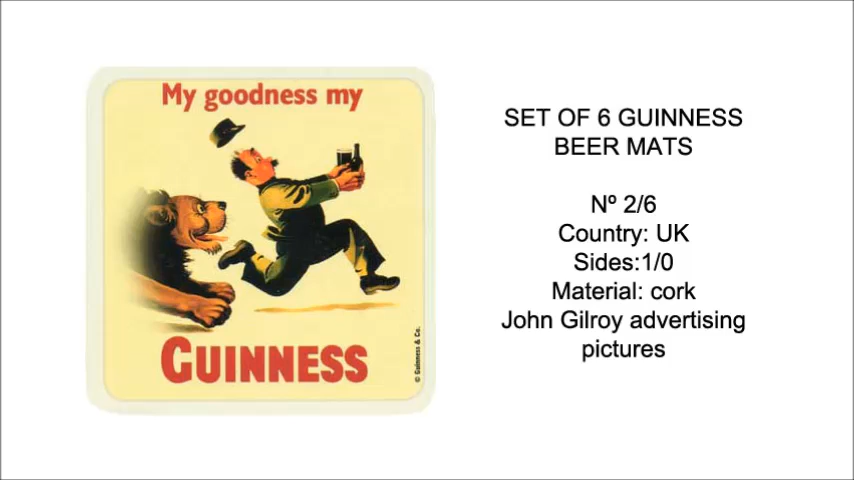 My goodness my
GUINNESS
© Guinness & Co.
SET OF 6 GUINNESS
BEER MATS
Nº 2/6
Country: UK
Sides:1/0
Material: cork
John Gilroy advertising
pictures